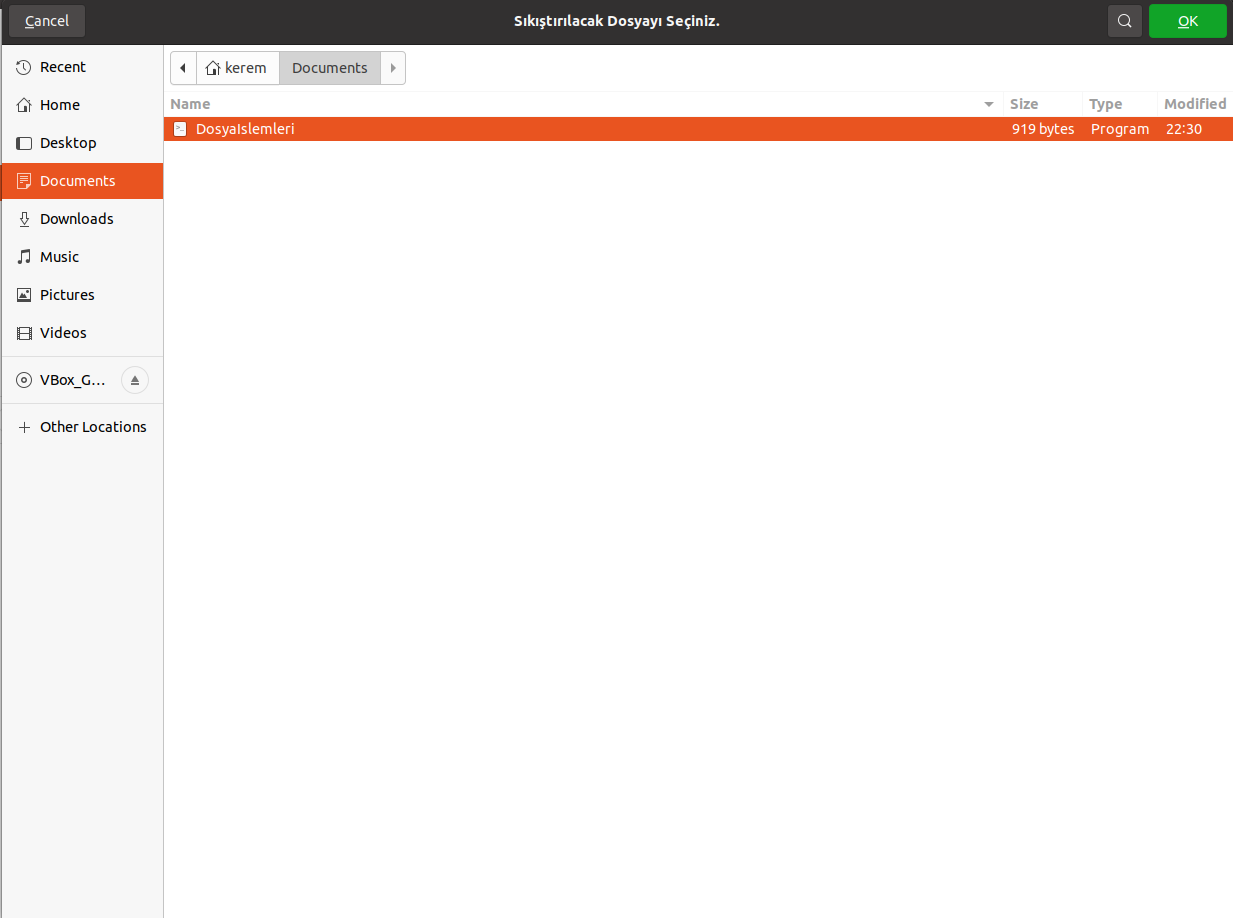 Cancel
Sıkıştırılacak Dosyayı Seçiniz.
OK
Recent
Home
Desktop
Documents
Downloads
Music
Pictures
Videos
VBox_G...
Other Locations
kerem
Documents
Name Size Type Modified
DosyaIslemleri 919 bytes Program 22:30